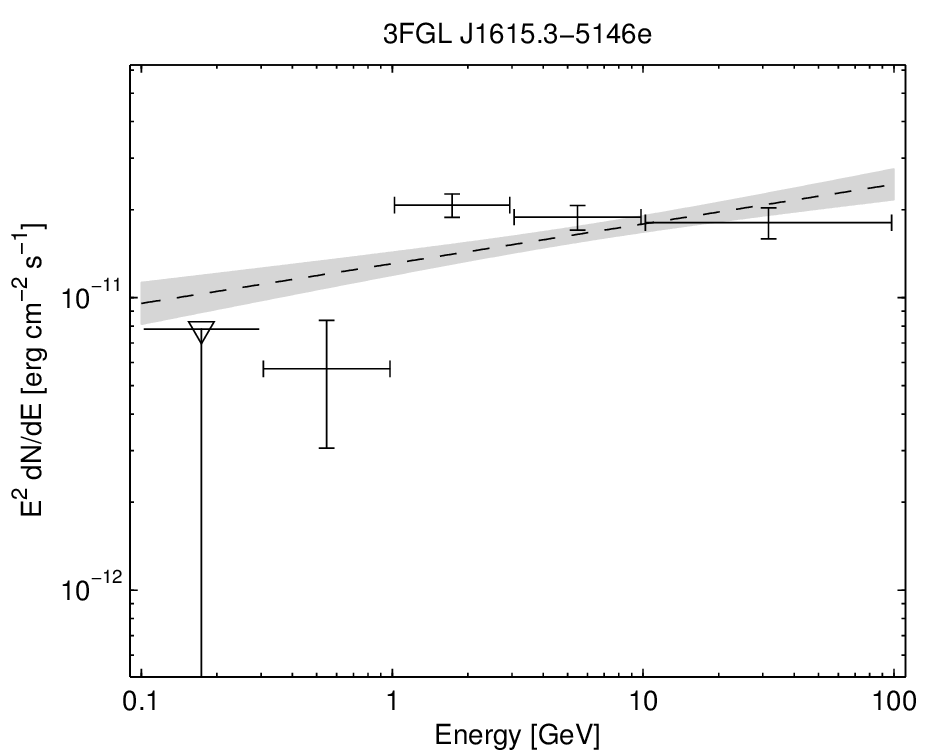 3FGL J1615.3−5146e
E² dN/dE [erg cm⁻² s⁻¹]
10⁻¹¹
10⁻¹²
0.1 1 10 100
Energy [GeV]